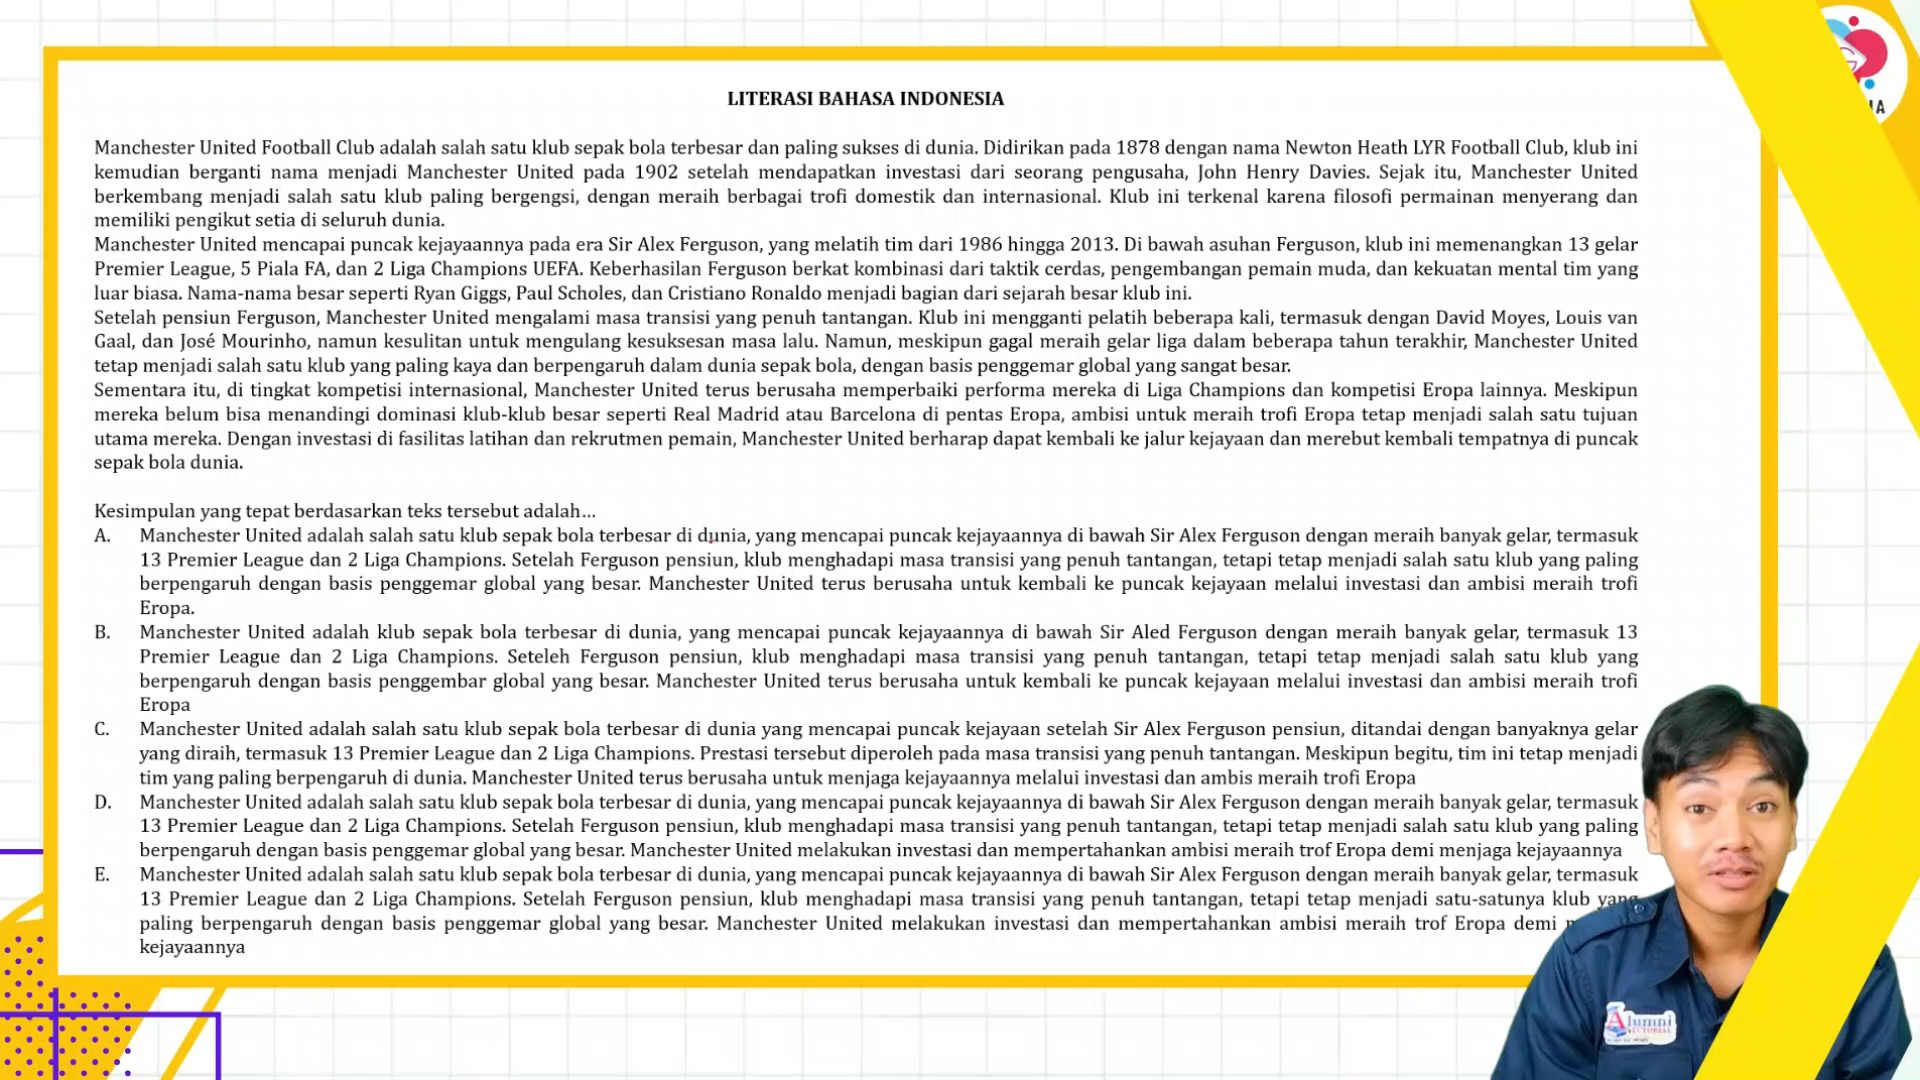 LITERASI BAHASA INDONESIA
Manchester United Football Club adalah salah satu klub sepak bola terbesar dan paling sukses di dunia. Didirikan pada 1878 dengan nama Newton Heath LYR Football Club, klub ini
kemudian berganti nama menjadi Manchester United pada 1902 setelah mendapatkan investasi dari seorang pengusaha, John Henry Davies. Sejak itu, Manchester United
berkembang menjadi salah satu klub paling bergengsi, dengan meraih berbagai trofi domestik dan internasional. Klub ini terkenal karena filosofi permainan menyerang dan
memiliki pengikut setia di seluruh dunia.
Manchester United mencapai puncak kejayaannya pada era Sir Alex Ferguson, yang melatih tim dari 1986 hingga 2013. Di bawah asuhan Ferguson, klub ini memenangkan 13 gelar
Premier League, 5 Piala FA, dan 2 Liga Champions UEFA. Keberhasilan Ferguson berkat kombinasi dari taktik cerdas, pengembangan pemain muda, dan kekuatan mental tim yang
luar biasa. Nama-nama besar seperti Ryan Giggs, Paul Scholes, dan Cristiano Ronaldo menjadi bagian dari sejarah besar klub ini.
Setelah pensiun Ferguson, Manchester United mengalami masa transisi yang penuh tantangan. Klub ini mengganti pelatih beberapa kali, termasuk dengan David Moyes, Louis van
Gaal, dan José Mourinho, namun kesulitan untuk mengulang kesuksesan masa lalu. Namun, meskipun gagal meraih gelar liga dalam beberapa tahun terakhir, Manchester United
tetap menjadi salah satu klub yang paling kaya dan berpengaruh dalam dunia sepak bola, dengan basis penggemar global yang sangat besar.
Sementara itu, di tingkat kompetisi internasional, Manchester United terus berusaha memperbaiki performa mereka di Liga Champions dan kompetisi Eropa lainnya. Meskipun
mereka belum bisa menandingi dominasi klub-klub besar seperti Real Madrid atau Barcelona di pentas Eropa, ambisi untuk meraih trofi Eropa tetap menjadi salah satu tujuan
utama mereka. Dengan investasi di fasilitas latihan dan rekrutmen pemain, Manchester United berharap dapat kembali ke jalur kejayaan dan merebut kembali tempatnya di puncak
sepak bola dunia.
Kesimpulan yang tepat berdasarkan teks tersebut adalah…
A. Manchester United adalah salah satu klub sepak bola terbesar di dunia, yang mencapai puncak kejayaannya di bawah Sir Alex Ferguson dengan meraih banyak gelar, termasuk
13 Premier League dan 2 Liga Champions. Setelah Ferguson pensiun, klub menghadapi masa transisi yang penuh tantangan, tetapi tetap menjadi salah satu klub yang paling
berpengaruh dengan basis penggemar global yang besar. Manchester United terus berusaha untuk kembali ke puncak kejayaan melalui investasi dan ambisi meraih trofi
Eropa.
B. Manchester United adalah klub sepak bola terbesar di dunia, yang mencapai puncak kejayaannya di bawah Sir Aled Ferguson dengan meraih banyak gelar, termasuk 13
Premier League dan 2 Liga Champions. Seteleh Ferguson pensiun, klub menghadapi masa transisi yang penuh tantangan, tetapi tetap menjadi salah satu klub yang
berpengaruh dengan basis penggembar global yang besar. Manchester United terus berusaha untuk kembali ke puncak kejayaan melalui investasi dan ambisi meraih trofi
Eropa
C. Manchester United adalah salah satu klub sepak bola terbesar di dunia yang mencapai puncak kejayaan setelah Sir Alex Ferguson pensiun, ditandai dengan banyaknya gelar
yang diraih, termasuk 13 Premier League dan 2 Liga Champions. Prestasi tersebut diperoleh pada masa transisi yang penuh tantangan. Meskipun begitu, tim ini tetap menjadi
tim yang paling berpengaruh di dunia. Manchester United terus berusaha untuk menjaga kejayaannya melalui investasi dan ambis meraih trofi Eropa
D. Manchester United adalah salah satu klub sepak bola terbesar di dunia, yang mencapai puncak kejayaannya di bawah Sir Alex Ferguson dengan meraih banyak gelar, termasuk
13 Premier League dan 2 Liga Champions. Setelah Ferguson pensiun, klub menghadapi masa transisi yang penuh tantangan, tetapi tetap menjadi salah satu klub yang paling
berpengaruh dengan basis penggemar global yang besar. Manchester United melakukan investasi dan mempertahankan ambisi meraih trof Eropa demi menjaga kejayaannya
E. Manchester United adalah salah satu klub sepak bola terbesar di dunia, yang mencapai puncak kejayaannya di bawah Sir Alex Ferguson dengan meraih banyak gelar, termasuk
13 Premier League dan 2 Liga Champions. Setelah Ferguson pensiun, klub menghadapi masa transisi yang penuh tantangan, tetapi tetap menjadi satu-satunya klub yang
paling berpengaruh dengan basis penggemar global yang besar. Manchester United melakukan investasi dan mempertahankan ambisi meraih trof Eropa demi
kejayaannya
Alumni